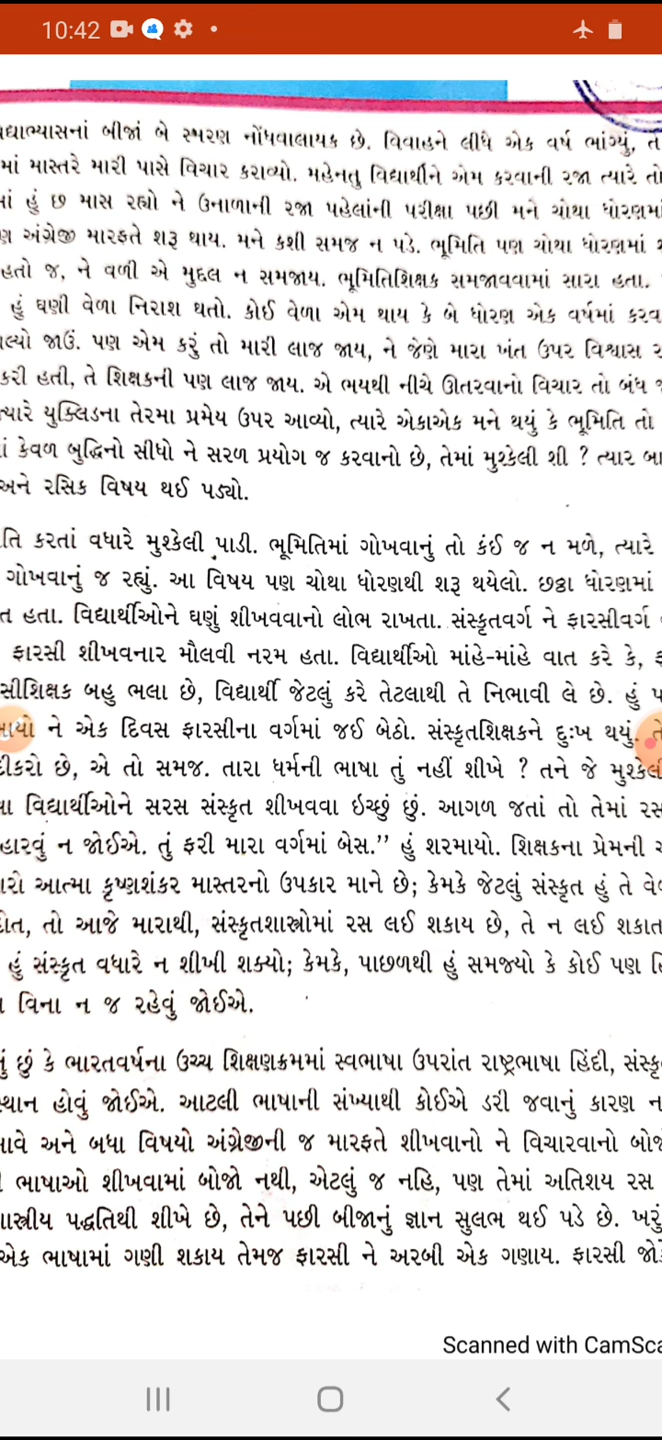 10:42
બીજાં બે સ્મરણ નોંધવાલાયક છે. વિવાહને લીધે એક વર્ષ ભાંગ્યું,
માસ્તરે મારી પાસે વિચાર કરાવ્યો. મહેનતુ વિદ્યાર્થીને એમ કરવાની રજા ત્યારે તો
હું છ માસ રહ્યો ને ઉનાળાની રજા પહેલાંની પરીક્ષા પછી મને ચોથા ધોરણમાં
અંગ્રેજી મારફતે શરૂ થાય. મને કશી સમજ ન પડે. ભૂમિતિ પણ ચોથા ધોરણમાં
હતો જ, ને વળી એ મુદ્દલ ન સમજાય. ભૂમિતિશિક્ષક સમજાવવામાં સારા હતા.
હું ઘણી વેળા નિરાશ થતો. કોઈ વેળા એમ થાય કે બે ધોરણ એક વર્ષમાં
જાઉં. પણ એમ કરું તો મારી લાજ જાય, ને જેણે મારા ખંત ઉપર વિશ્વાસ
કરી હતી, તે શિક્ષકની પણ લાજ જાય. એ ભયથી નીચે ઊતરવાનો વિચાર તો બંધ
યુક્લિડના તેરમા પ્રમેય ઉપર આવ્યો, ત્યારે એકાએક મને થયું કે ભૂમિતિ તો
કેવળ બુદ્ધિનો સીધો ને સરળ પ્રયોગ જ કરવાનો છે, તેમાં મુશ્કેલી શી ? ત્યાર
અને રસિક વિષય થઈ પડ્યો.
કરતાં વધારે મુશ્કેલી પાડી. ભૂમિતિમાં ગોખવાનું તો કંઈ જ ન મળે, ત્યારે
ગોખવાનું જ રહ્યું. આ વિષય પણ ચોથા ધોરણથી શરૂ થયેલો. છઠ્ઠા ધોરણમાં
હતા. વિદ્યાર્થીઓને ઘણું શીખવવાનો લોભ રાખતા. સંસ્કૃતવર્ગ ને ફારસીવર્ગ
ફારસી શીખવનાર મૌલવી નરમ હતા. વિદ્યાર્થીઓ માંહે-માંહે વાત કરે કે,
બહુ ભલા છે, વિદ્યાર્થી જેટલું કરે તેટલાથી તે નિભાવી લે છે. હું
ને એક દિવસ ફારસીના વર્ગમાં જઈ બેઠો. સંસ્કૃતશિક્ષકને દુઃખ થયું.
છે, એ તો સમજ. તારા ધર્મની ભાષા તું નહીં શીખે ? તને જે મુશ્કેલી
વિદ્યાર્થીઓને સરસ સંસ્કૃત શીખવવા ઇચ્છું છું. આગળ જતાં તો તેમાં રસ
હારવું ન જોઈએ. તું ફરી મારા વર્ગમાં બેસ.” હું શરમાયો. શિક્ષકના પ્રેમની
આત્મા કૃષ્ણશંકર માસ્તરનો ઉપકાર માને છે; કેમકે જેટલું સંસ્કૃત હું તે
તો આજે મારાથી, સંસ્કૃતશાસ્ત્રોમાં રસ લઈ શકાય છે, તે ન લઈ શકાત
હું સંસ્કૃત વધારે ન શીખી શક્યો; કેમકે, પાછળથી હું સમજ્યો કે કોઈ પણ
વિના ન જ રહેવું જોઈએ.
છું કે ભારતવર્ષના ઉચ્ચ શિક્ષણક્રમમાં સ્વભાષા ઉપરાંત રાષ્ટ્રભાષા હિંદી,
હોવું જોઈએ. આટલી ભાષાની સંખ્યાથી કોઈએ ડરી જવાનું કારણ
અને બધા વિષયો અંગ્રેજીની જ મારફતે શીખવાનો ને વિચારવાનો
ભાષાઓ શીખવામાં બોજો નથી, એટલું જ નહિ, પણ તેમાં અતિશય રસ
પદ્ધતિથી શીખે છે, તેને પછી બીજાનું જ્ઞાન સુલભ થઈ પડે છે.
એક ભાષામાં ગણી શકાય તેમજ ફારસી ને અરબી એક ગણાય. ફારસી
Scanned with